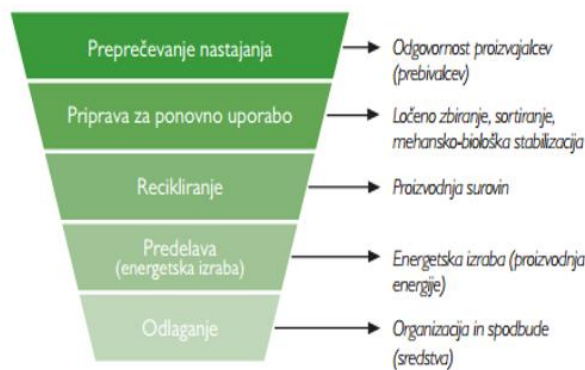 Preprečevanje nastajanja
Odgovornost proizvajalcev
(prebivalcev)
Priprava za ponovno uporabo
Ločeno zbiranje, sortiranje,
mehansko-biološka stabilizacija
Recikliranje
Proizvodnja surovin
Predelava
(energetska izraba)
Energetska izraba (proizvodnja
energije)
Odlaganje
Organizacija in spodbude
(sredstva)